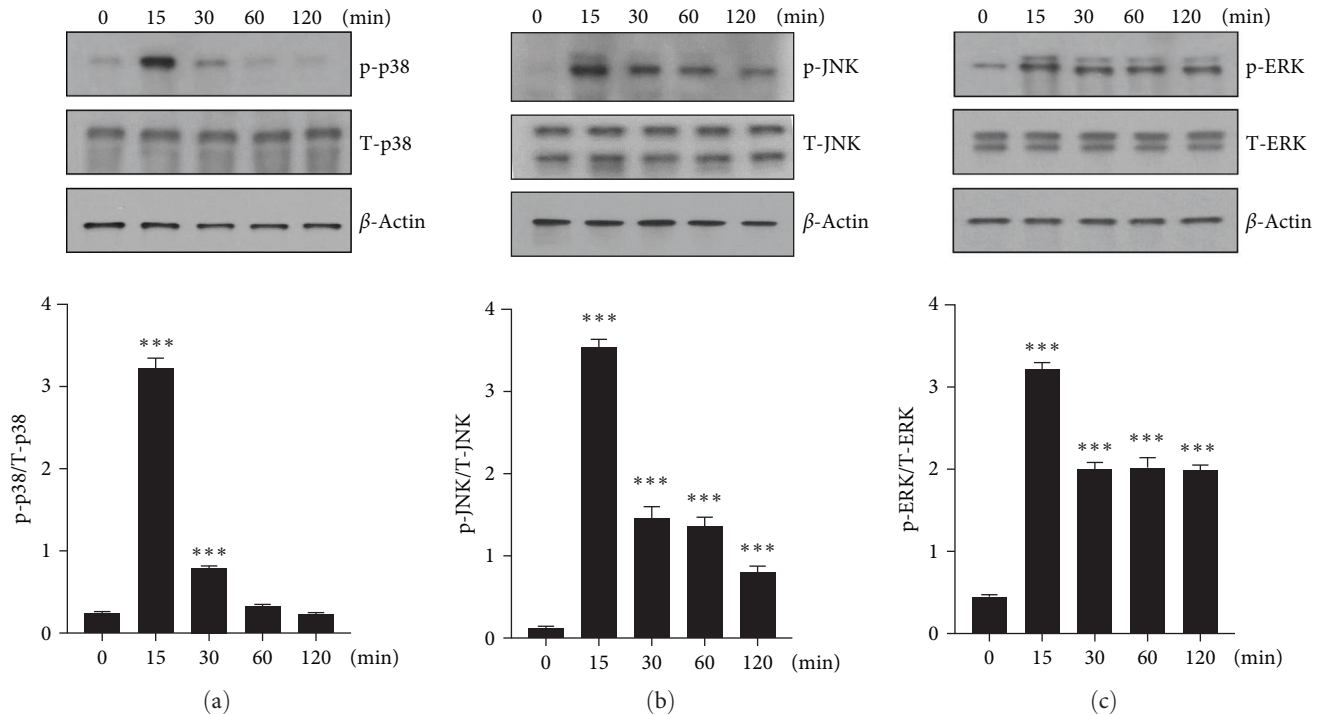 0 15 30 60 120 (min)
p-p38
T-p38
β-Actin
4
3
2
1
0
p-p38/T-p38
***
***
0 15 30 60 120 (min)
(a)
0 15 30 60 120 (min)
p-JNK
T-JNK
β-Actin
4
3
2
1
0
p-JNK/T-JNK
***
***
***
***
0 15 30 60 120 (min)
(b)
0 15 30 60 120 (min)
p-ERK
T-ERK
β-Actin
4
3
2
1
0
p-ERK/T-ERK
***
***
***
***
0 15 30 60 120 (min)
(c)